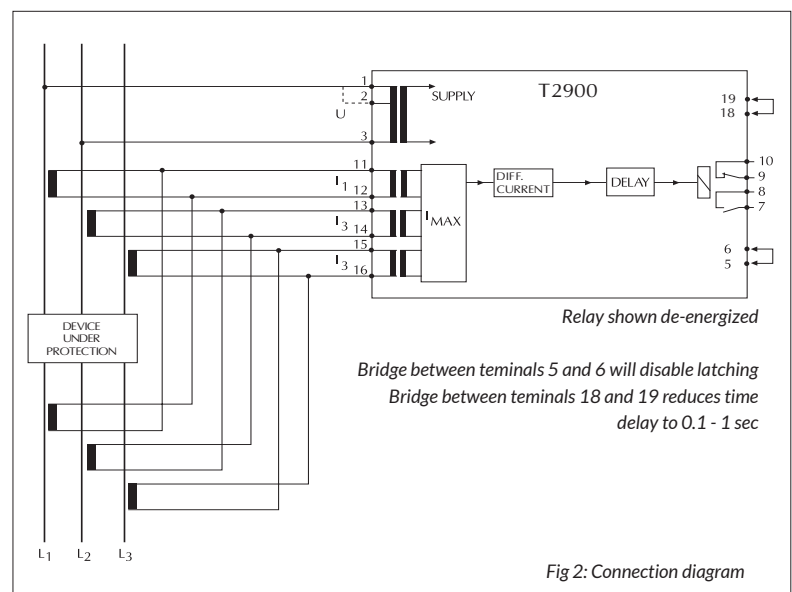 1
2
U
3
SUPPLY
T2900
19
18
11
I1
12
13
I3
14
15
I3
16
IMAX
DIFF.
CURRENT
DELAY
10
9
8
7
6
5
Relay shown de-energized
DEVICE
UNDER
PROTECTION
Bridge between teminals 5 and 6 will disable latching
Bridge between teminals 18 and 19 reduces time
delay to 0.1 - 1 sec
L1 L2 L3
Fig 2: Connection diagram